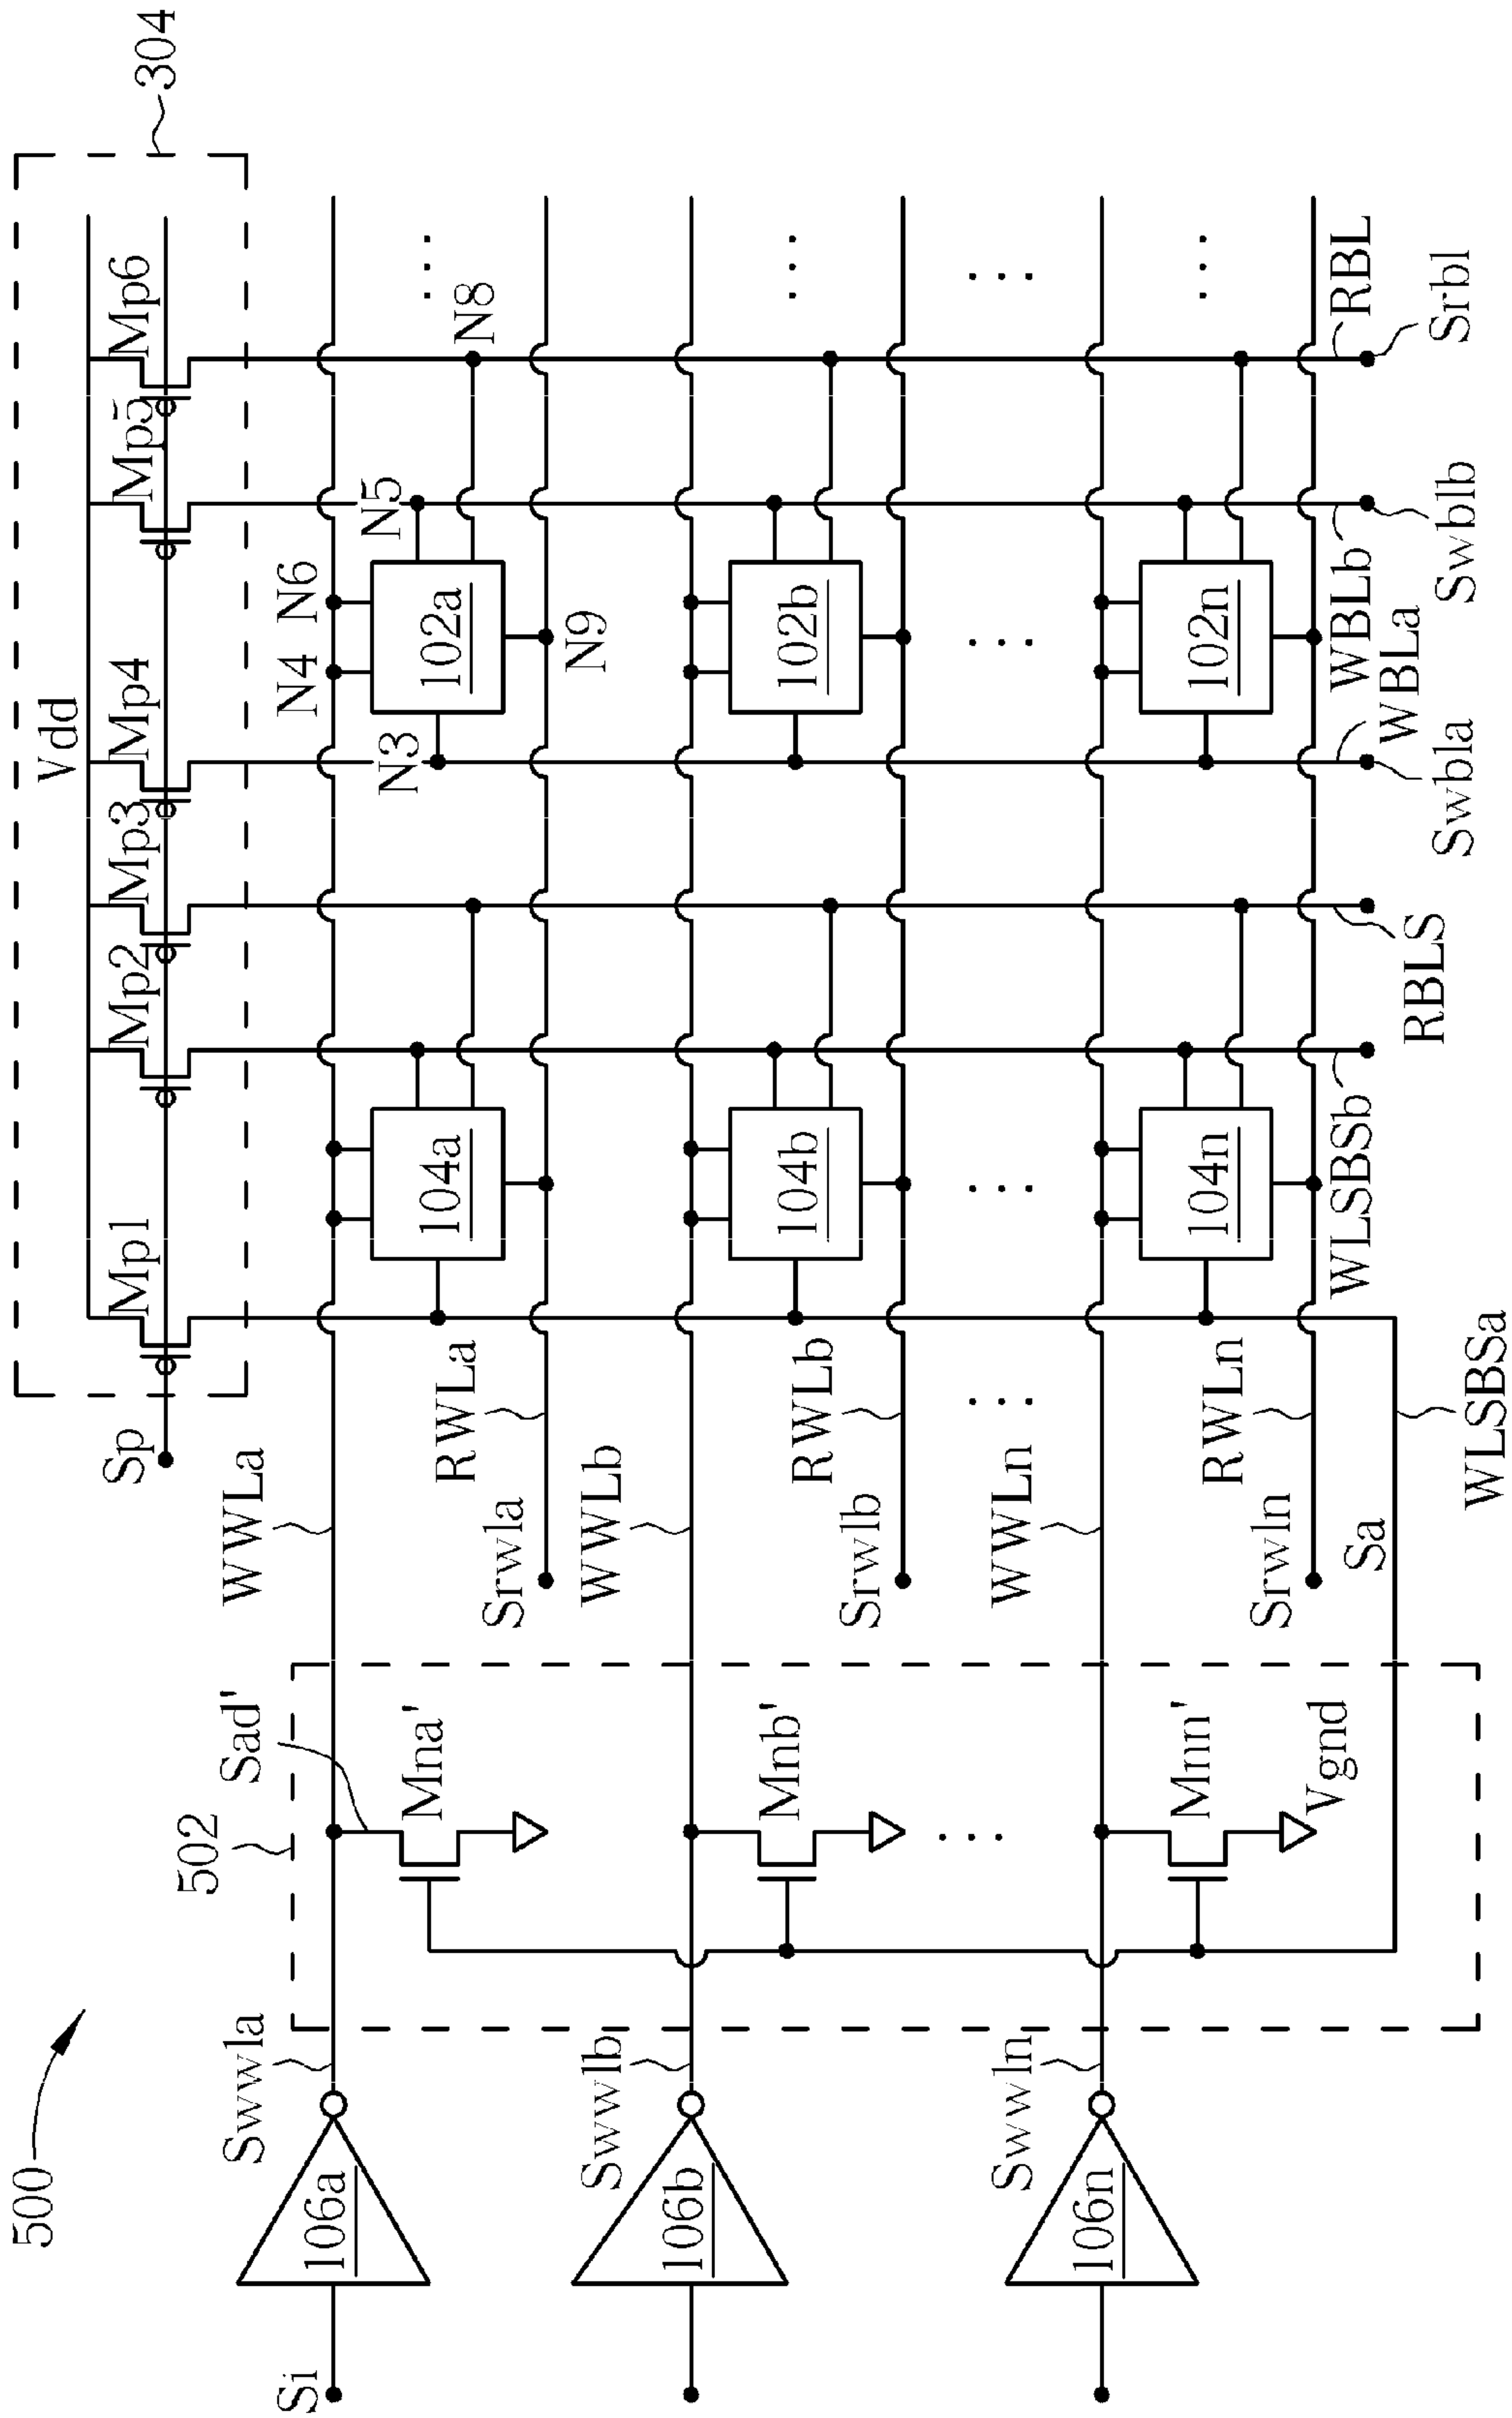 500
304
Vdd
Mp1
Mp2
Mp3
Mp4
Mp5
Mp6
Sp
502
Sad'
Si
106a
Swwla
WWLa
N4
N6
Mna'
104a
102a
N3
N5
N8
RWLa
Srwla
N9
...
106b
Swwlb
WWLb
Mnb'
104b
102b
RWLb
Srwlb
...
...
...
...
...
...
106n
Swwln
WWLn
Mnn'
Vgnd
104n
102n
RWLn
Srwln
...
Sa
WLSBSa
WLSBSb
RBLS
WBLa
Swbla
WBLb
Swblb
RBL
Srbl